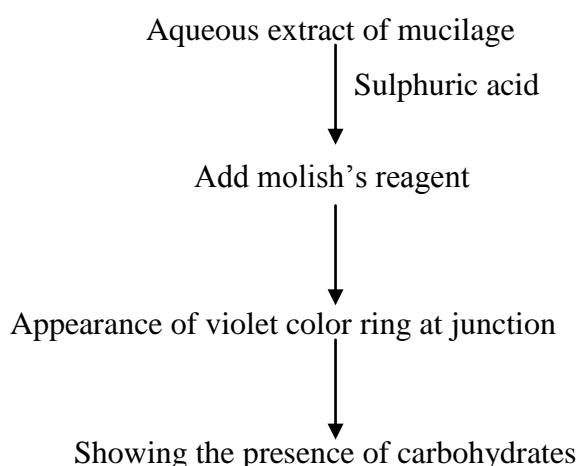 Aqueous extract of mucilage
Sulphuric acid
Add molish’s reagent
Appearance of violet color ring at junction
Showing the presence of carbohydrates